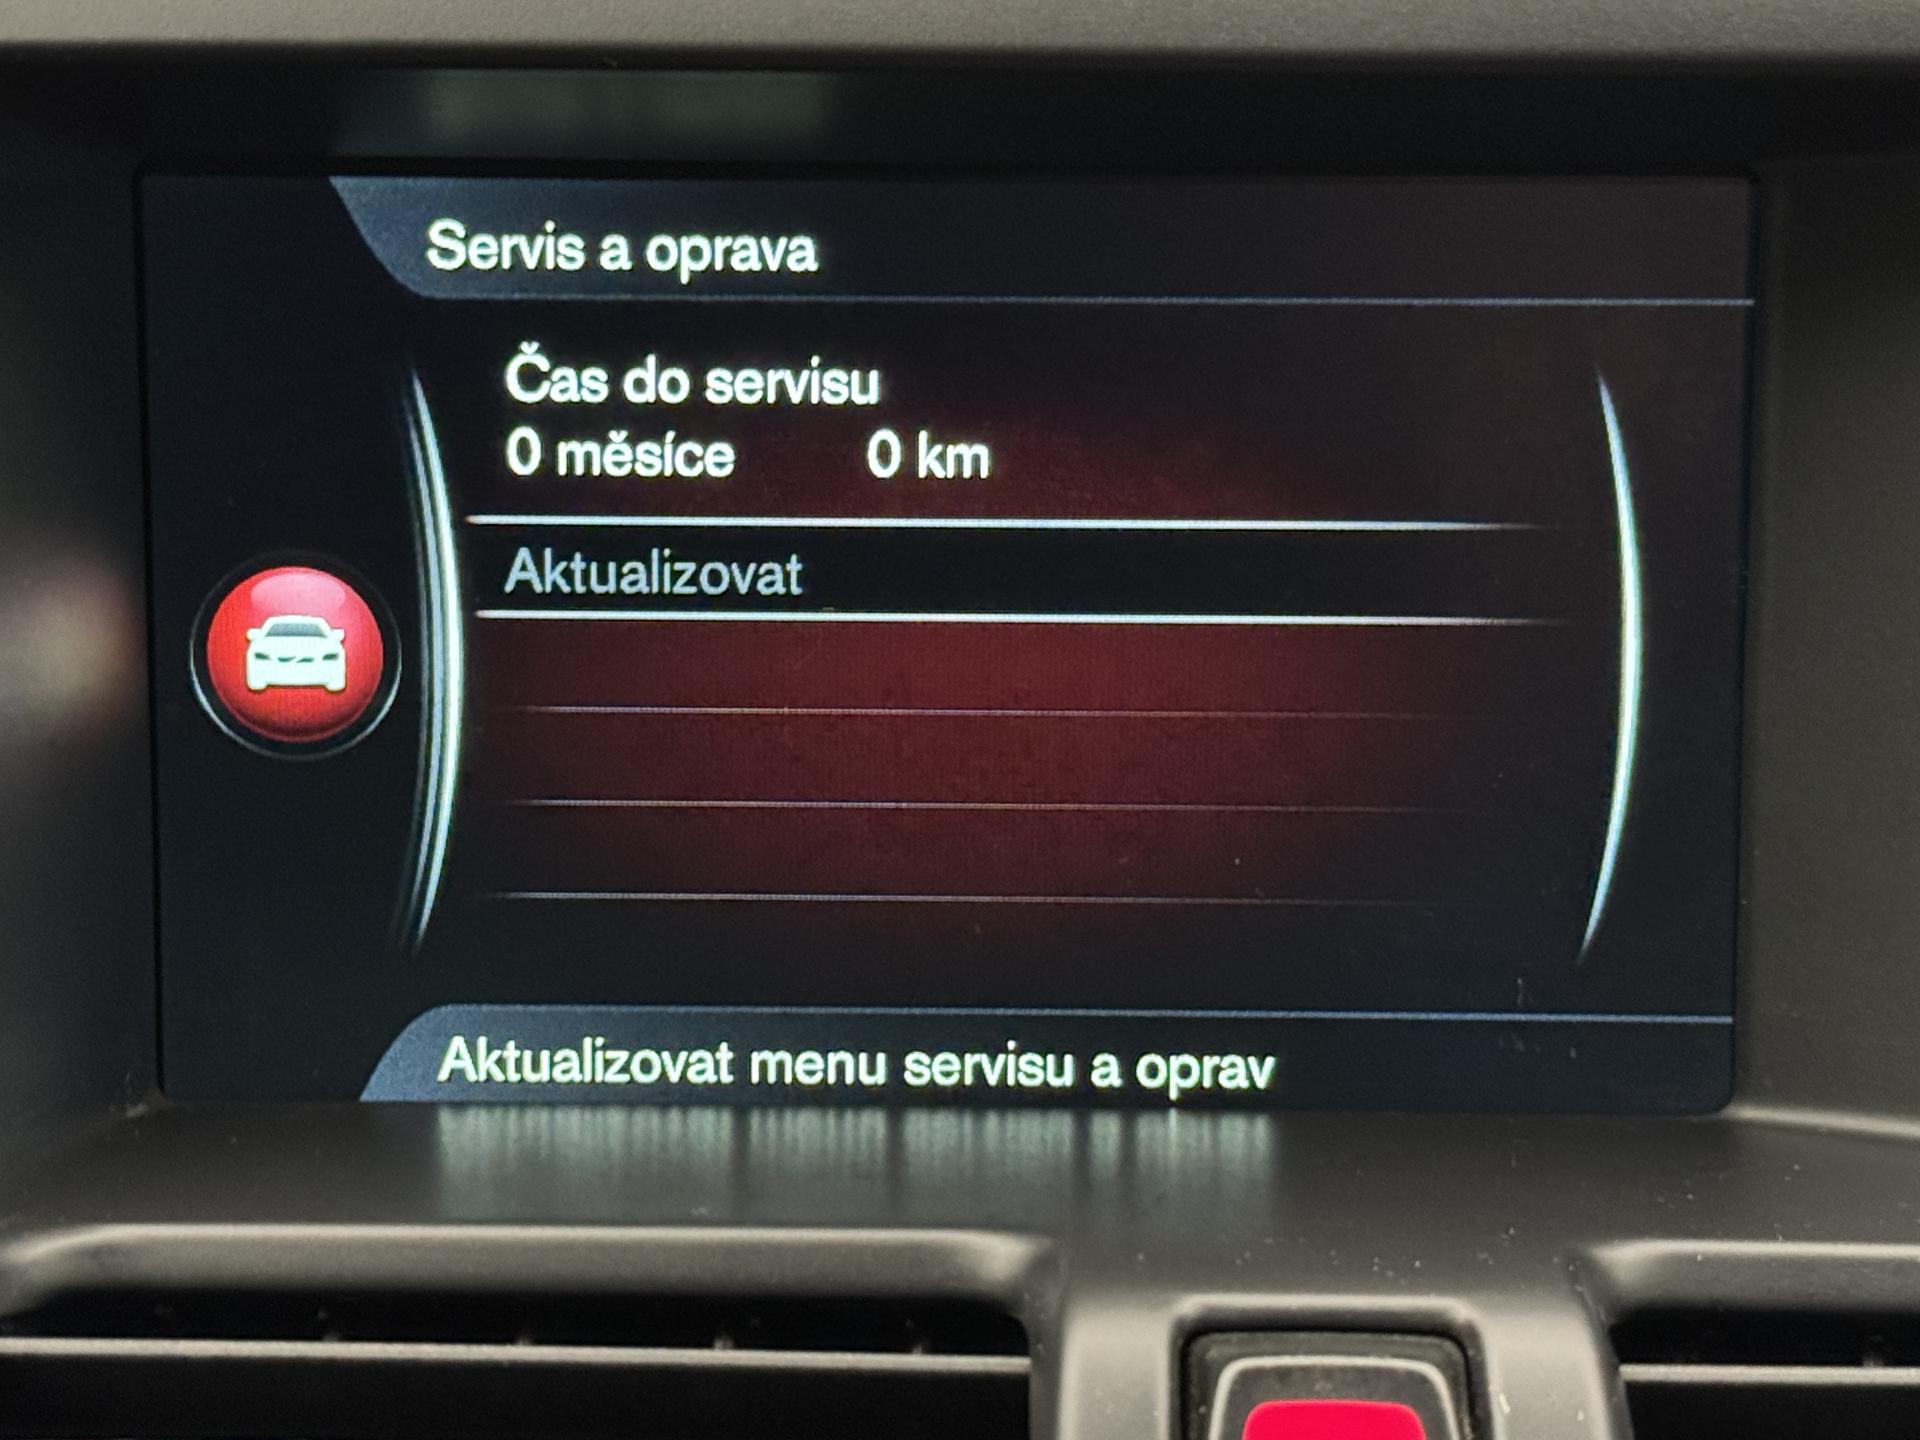 Servis a oprava
Čas do servisu
0 měsíce 0 km
Aktualizovat
Aktualizovat menu servisu a oprav